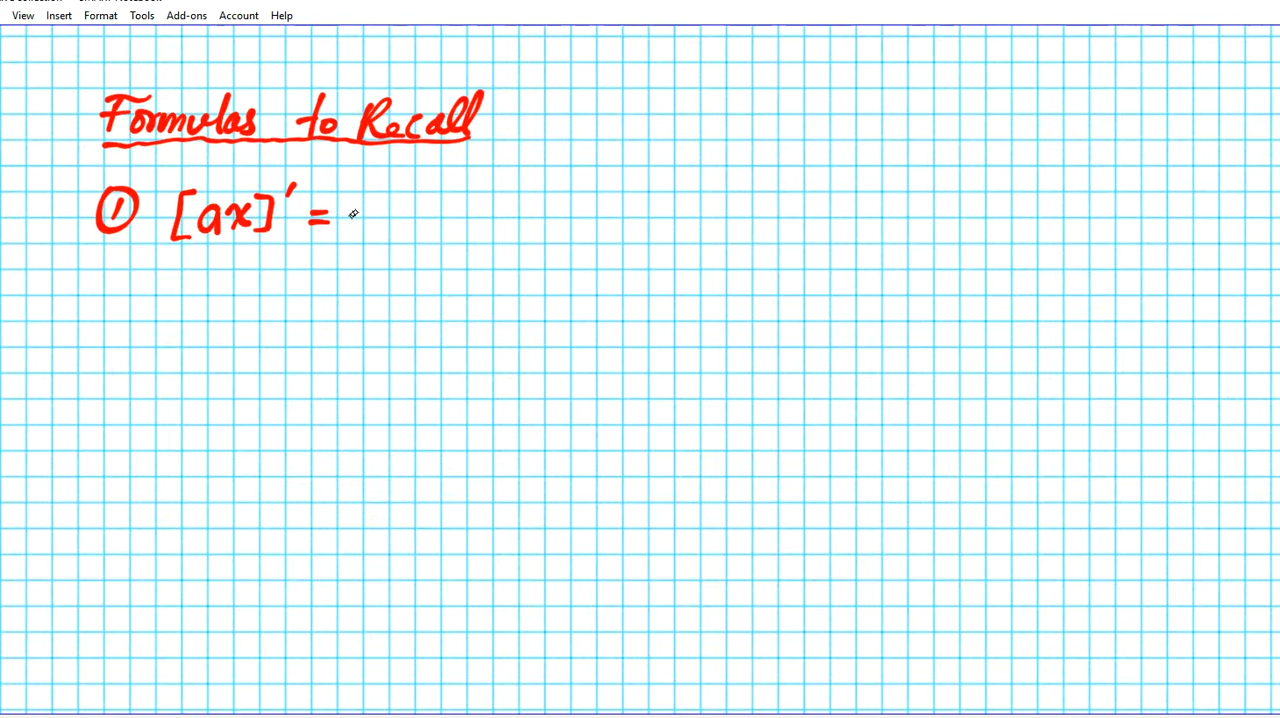 View Insert Format Tools Add-ons Account Help
Formulas to Recall
① [ax]' =